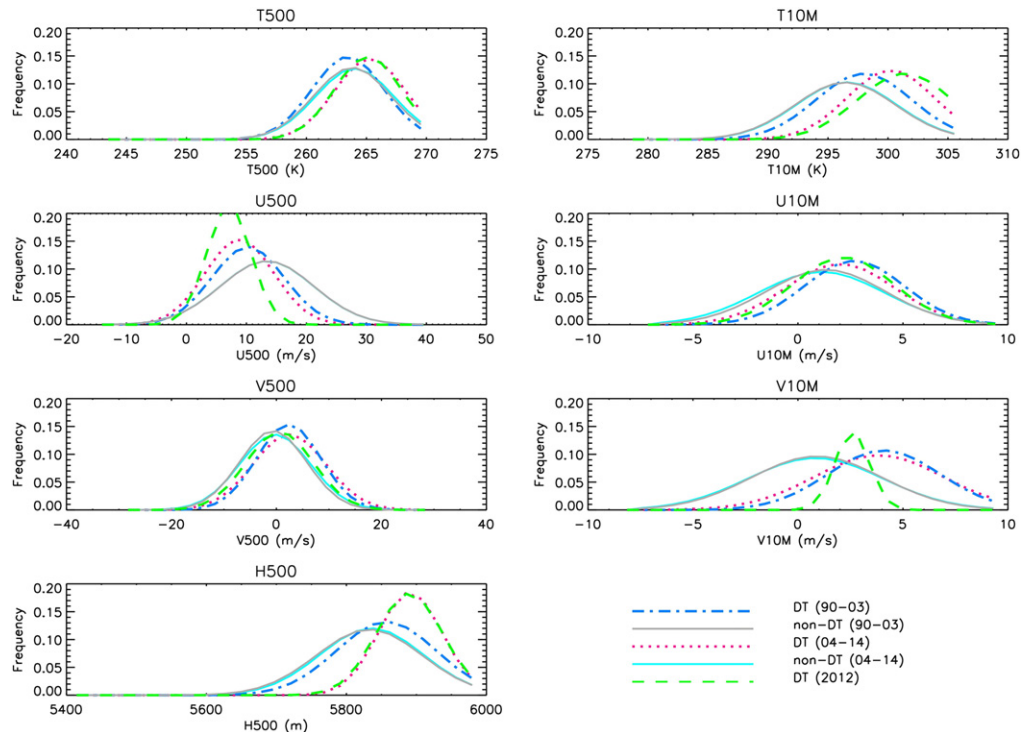 T500
0.20
0.15
0.10
0.05
0.00
Frequency
240 245 250 255 260 265 270 275
T500 (K)
T10M
0.20
0.15
0.10
0.05
0.00
Frequency
275 280 285 290 295 300 305 310
T10M (K)
U500
0.20
0.15
0.10
0.05
0.00
Frequency
−20 −10 0 10 20 30 40 50
U500 (m/s)
U10M
0.20
0.15
0.10
0.05
0.00
Frequency
−10 −5 0 5 10
U10M (m/s)
V500
0.20
0.15
0.10
0.05
0.00
Frequency
−40 −20 0 20 40
V500 (m/s)
V10M
0.20
0.15
0.10
0.05
0.00
Frequency
−10 −5 0 5 10
V10M (m/s)
H500
0.20
0.15
0.10
0.05
0.00
Frequency
5400 5600 5800 6000
H500 (m)
DT (90−03)
non−DT (90−03)
DT (04−14)
non−DT (04−14)
DT (2012)